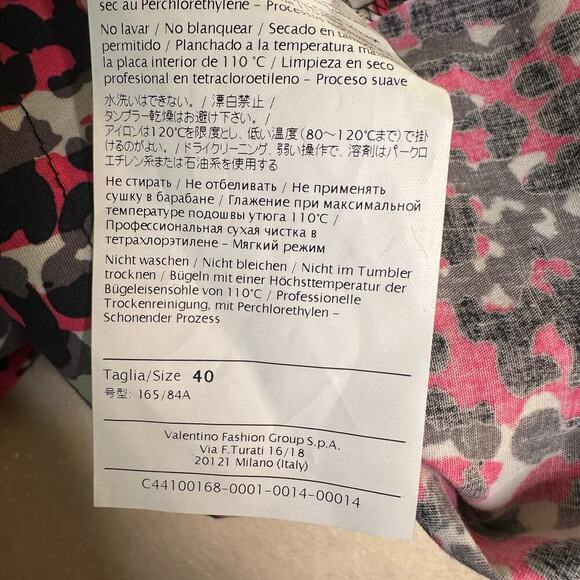 sec au Perchlorethylene – Processus
No lavar / No blanquear / Secado en
permitido / Planchado a la temperatura
la placa interior de 110 °C / Limpieza en seco
profesional en tetracloroetileno – Proceso suave
水洗いはできない。/ 漂白禁止 /
タンブラー乾燥はお避け下さい。/
アイロンは120℃を限度とし、低い温度(80~120℃まで)で掛
けるのがよい。/ ドライクリーニング、弱い操作で、溶剤はパークロ
エチレン系または石油系を使用する
Не стирать / Не отбеливать / Не применять
сушку в барабане / Глажение при максимальной
температуре подошвы утюга 110°C /
Профессиональная сухая чистка в
тетрахлорэтилене – Мягкий режим
Nicht waschen / Nicht bleichen / Nicht im Tumbler
trocknen / Bügeln mit einer Höchsttemperatur der
Bügeleisensohle von 110°C / Professionelle
Trockenreinigung, mit Perchlorethylen –
Schonender Prozess
Taglia/Size 40
号型: 165/84A
Valentino Fashion Group S.p.A.
Via F.Turati 16/18
20121 Milano (Italy)
C44100168-0001-0014-00014